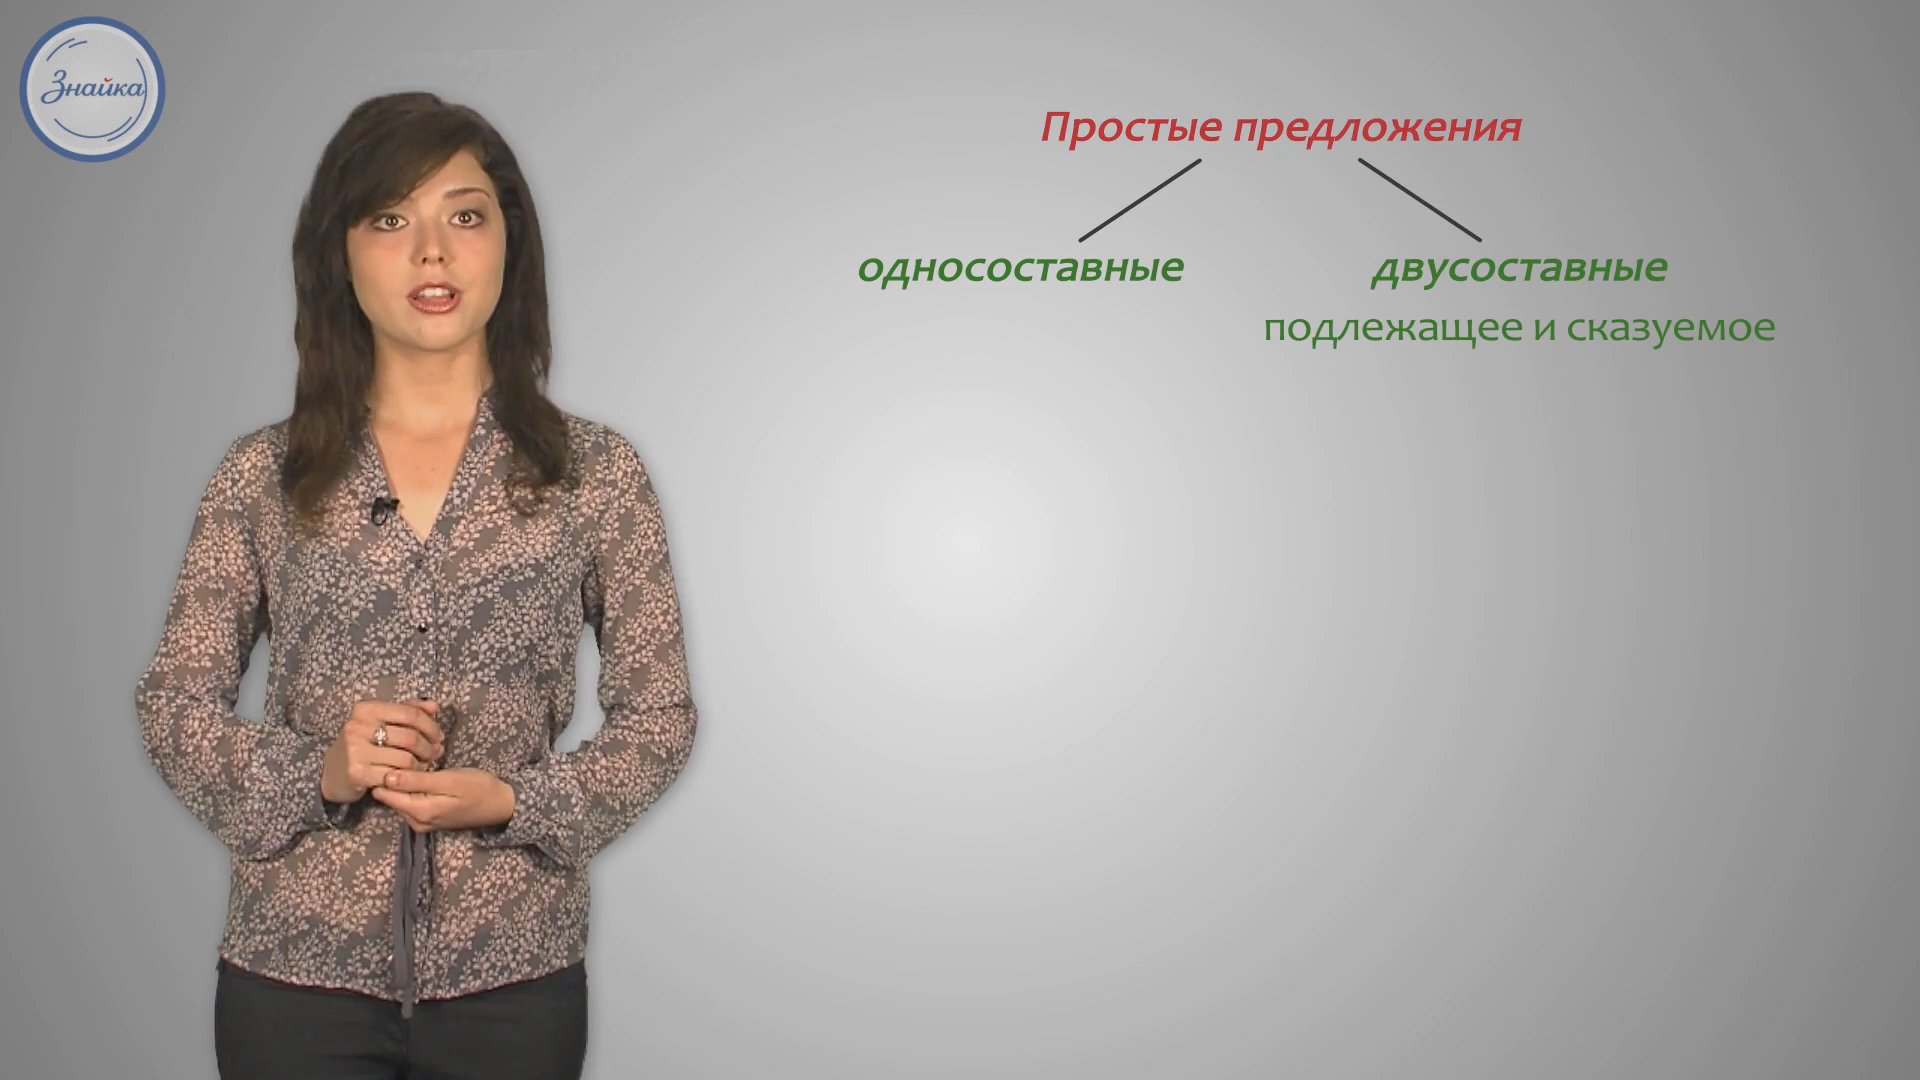 Знайка
Простые предложения
односоставные
двусоставные
подлежащее и сказуемое